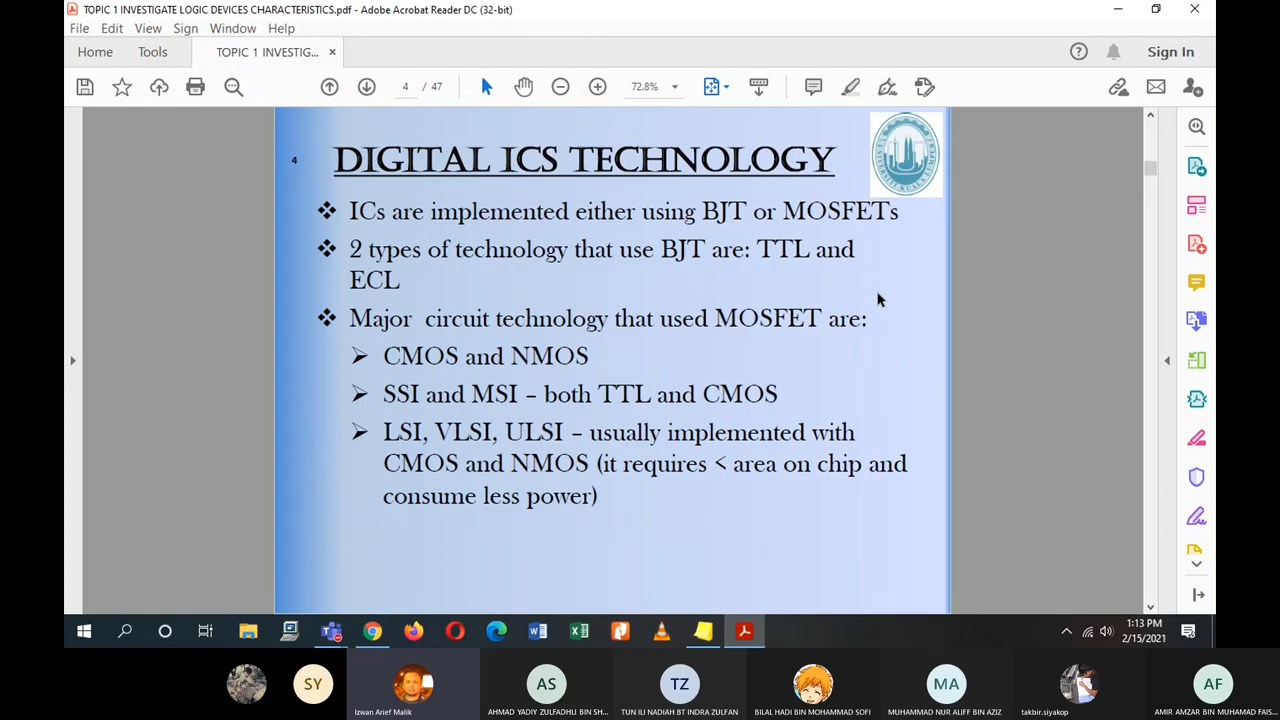 TOPIC 1 INVESTIGATE LOGIC DEVICES CHARACTERISTICS.pdf - Adobe Acrobat Reader DC (32-bit)
File Edit View Sign Window Help
Home Tools TOPIC 1 INVESTIG... × Sign In
4 / 47 72.8%
4 DIGITAL ICS TECHNOLOGY
❖ ICs are implemented either using BJT or MOSFETs
❖ 2 types of technology that use BJT are: TTL and
ECL
❖ Major circuit technology that used MOSFET are:
➢ CMOS and NMOS
➢ SSI and MSI – both TTL and CMOS
➢ LSI, VLSI, ULSI – usually implemented with
CMOS and NMOS (it requires < area on chip and
consume less power)
1:13 PM
2/15/2021
SY AS TZ MA AF
Izwan Arief Malik AHMAD YADIY ZULFADHLI BIN SH... TUN ILI NADIAH BT INDRA ZULFAN BILAL HADI BIN MOHAMMAD SOFI MUHAMMAD NUR ALIFF BIN AZIZ takbir.siyakop AMIR AMZAR BIN MUHAMAD FAIS...